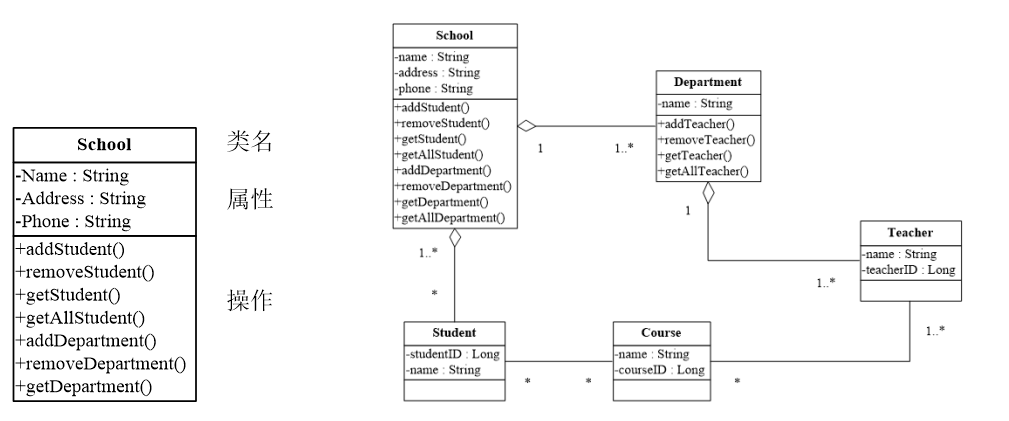 School
-Name : String
-Address : String
-Phone : String
+addStudent()
+removeStudent()
+getStudent()
+getAllStudent()
+addDepartment()
+removeDepartment()
+getDepartment()
类名
属性
操作
School
-name : String
-address : String
-phone : String
+addStudent()
+removeStudent()
+getStudent()
+getAllStudent()
+addDepartment()
+removeDepartment()
+getDepartment()
+getAllDepartment()
1
1..*
Department
-name : String
+addTeacher()
+removeTeacher()
+getTeacher()
+getAllTeacher()
1
1..*
Teacher
-name : String
-teacherID : Long
1..*
1..*
*
Student
-studentID : Long
-name : String
*
*
Course
-name : String
-courseID : Long
*